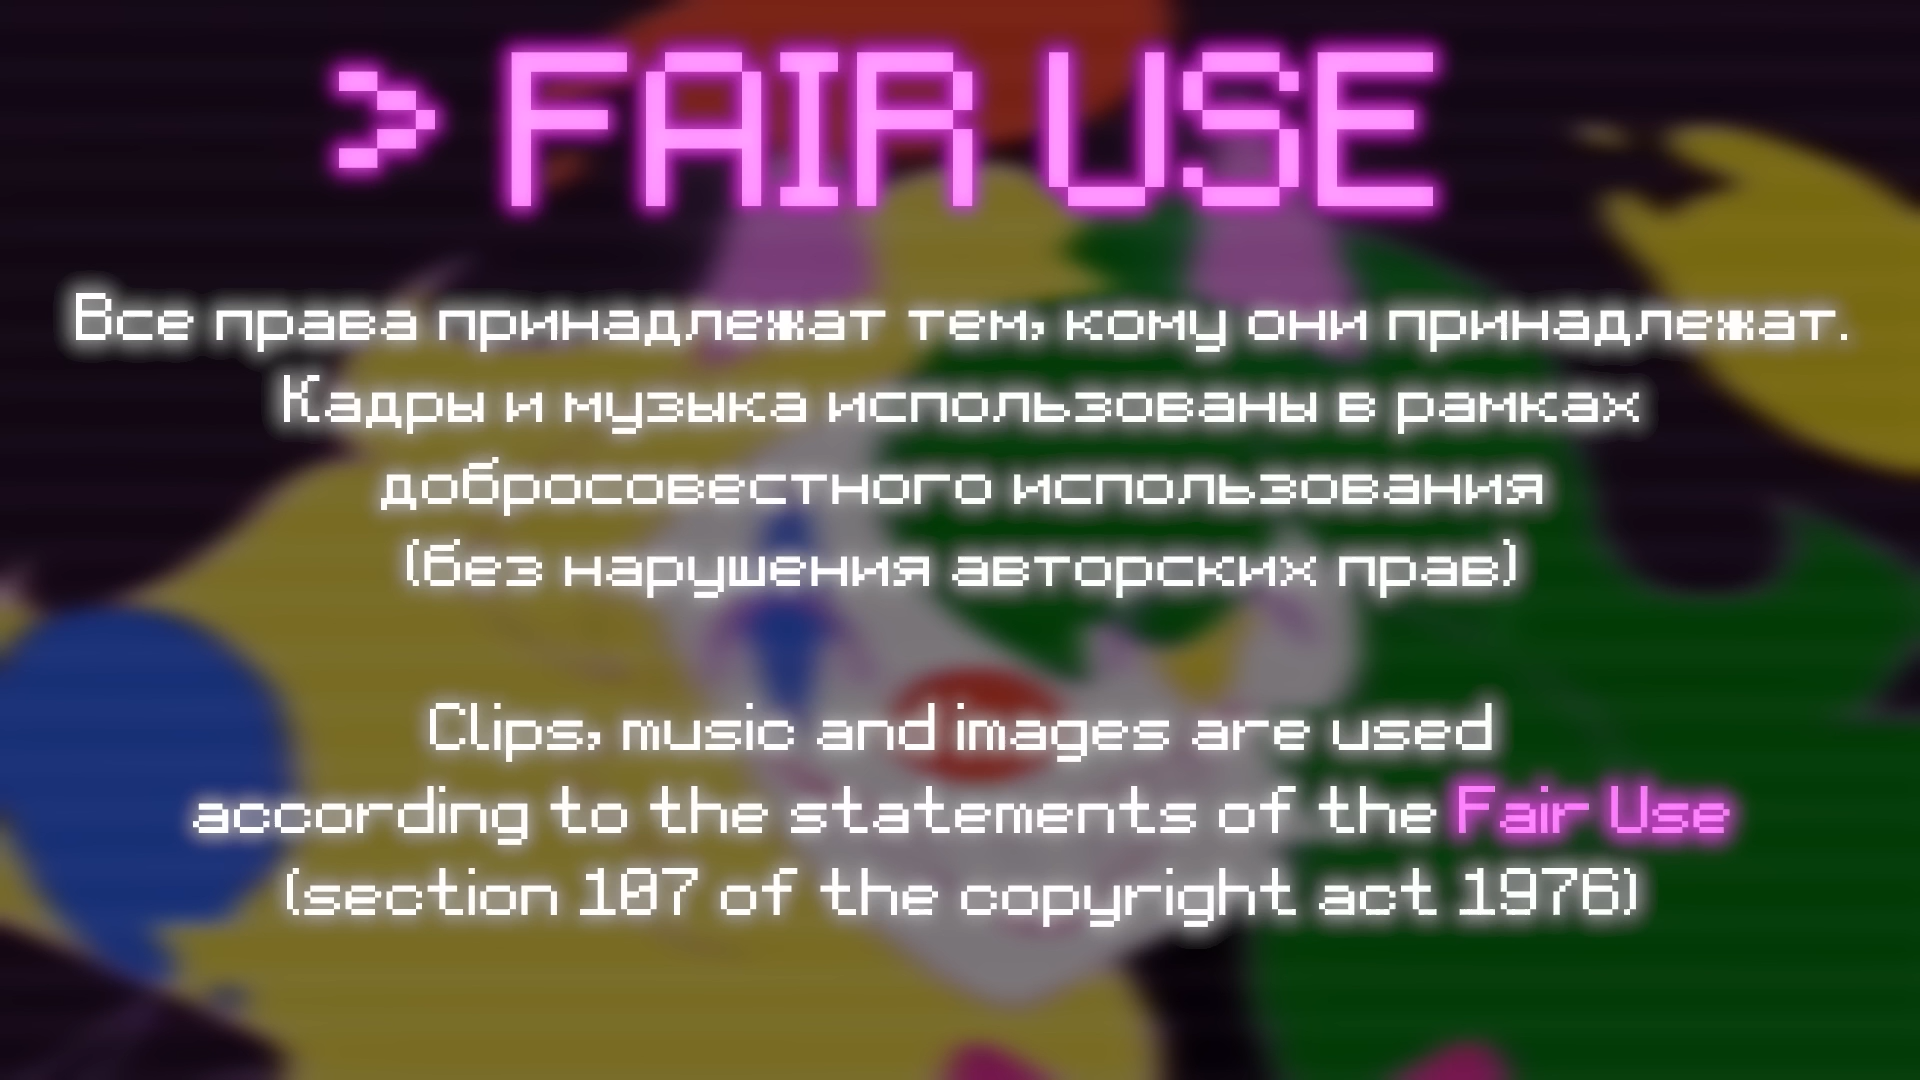 > FAIR USE
Все права принадлежат тем, кому они принадлежат.
Кадры и музыка использованы в рамках
добросовестного использования
(без нарушения авторских прав)
Clips, music and images are used
according to the statements of the Fair Use
(section 107 of the copyright act 1976)